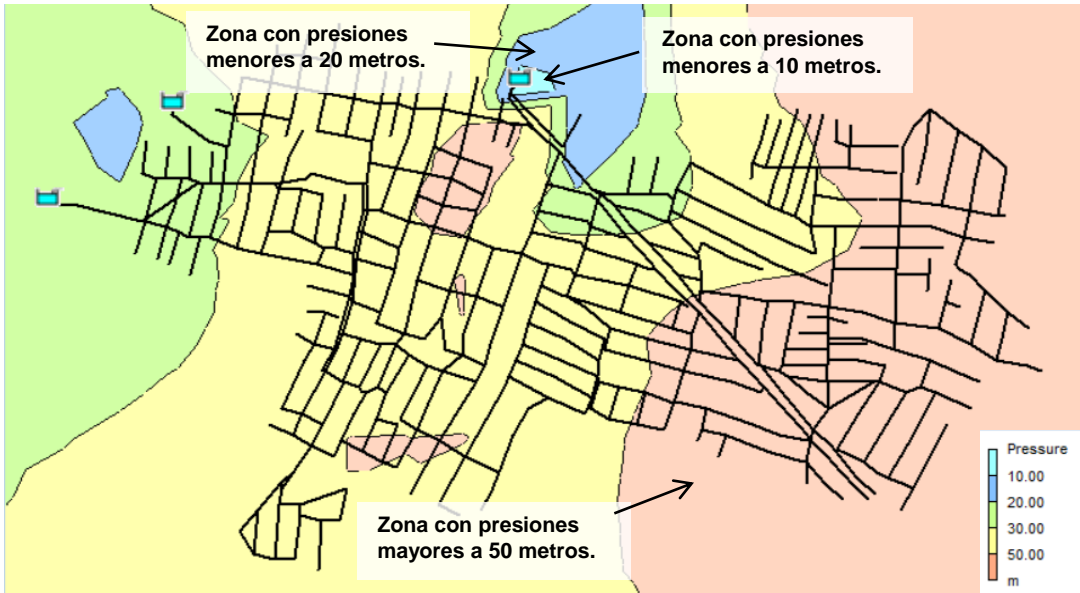 Zona con presiones
menores a 20 metros.
Zona con presiones
menores a 10 metros.
Zona con presiones
mayores a 50 metros.
Pressure
10.00
20.00
30.00
50.00
m